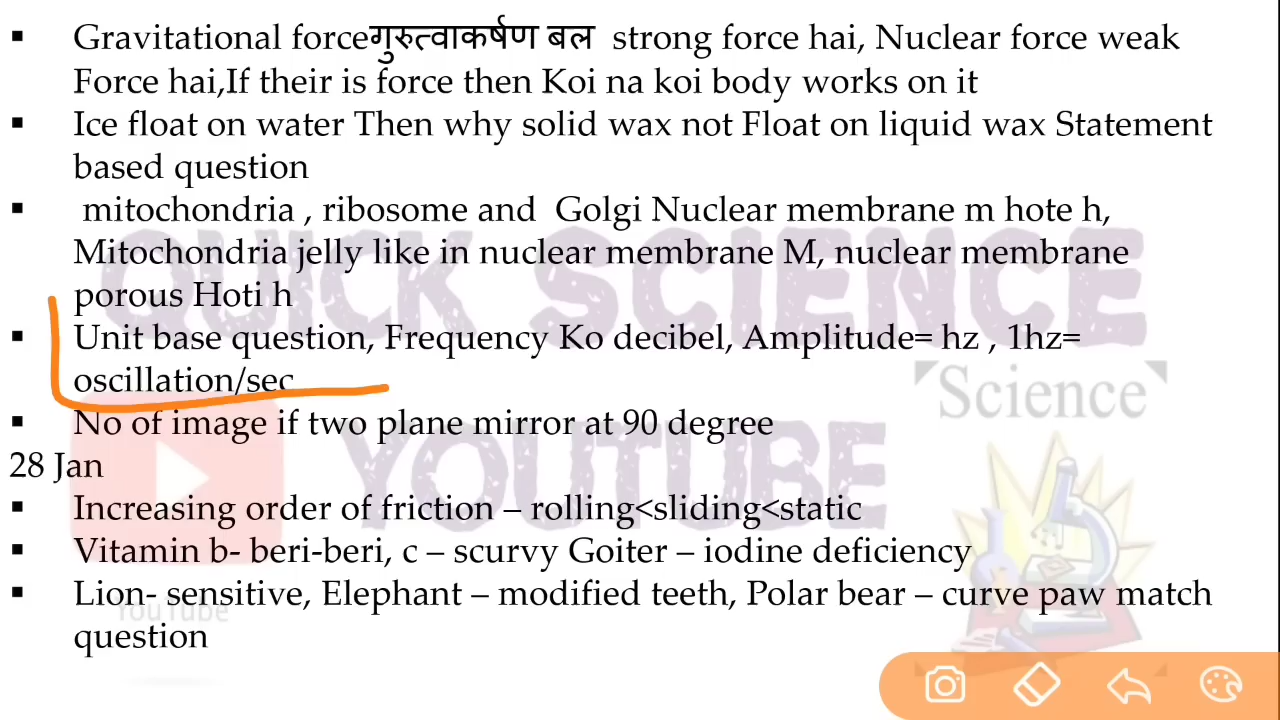 ▪ Gravitational forceगुरुत्वाकर्षण बल strong force hai, Nuclear force weak
Force hai,If their is force then Koi na koi body works on it
▪ Ice float on water Then why solid wax not Float on liquid wax Statement
based question
▪ mitochondria , ribosome and Golgi Nuclear membrane m hote h,
Mitochondria jelly like in nuclear membrane M, nuclear membrane
porous Hoti h
▪ Unit base question, Frequency Ko decibel, Amplitude= hz , 1hz=
oscillation/sec
▪ No of image if two plane mirror at 90 degree
28 Jan
▪ Increasing order of friction – rolling<sliding<static
▪ Vitamin b- beri-beri, c – scurvy Goiter – iodine deficiency
▪ Lion- sensitive, Elephant – modified teeth, Polar bear – curve paw match
question
QUICK SCIENCE
YOUTUBE
Science
YouTube